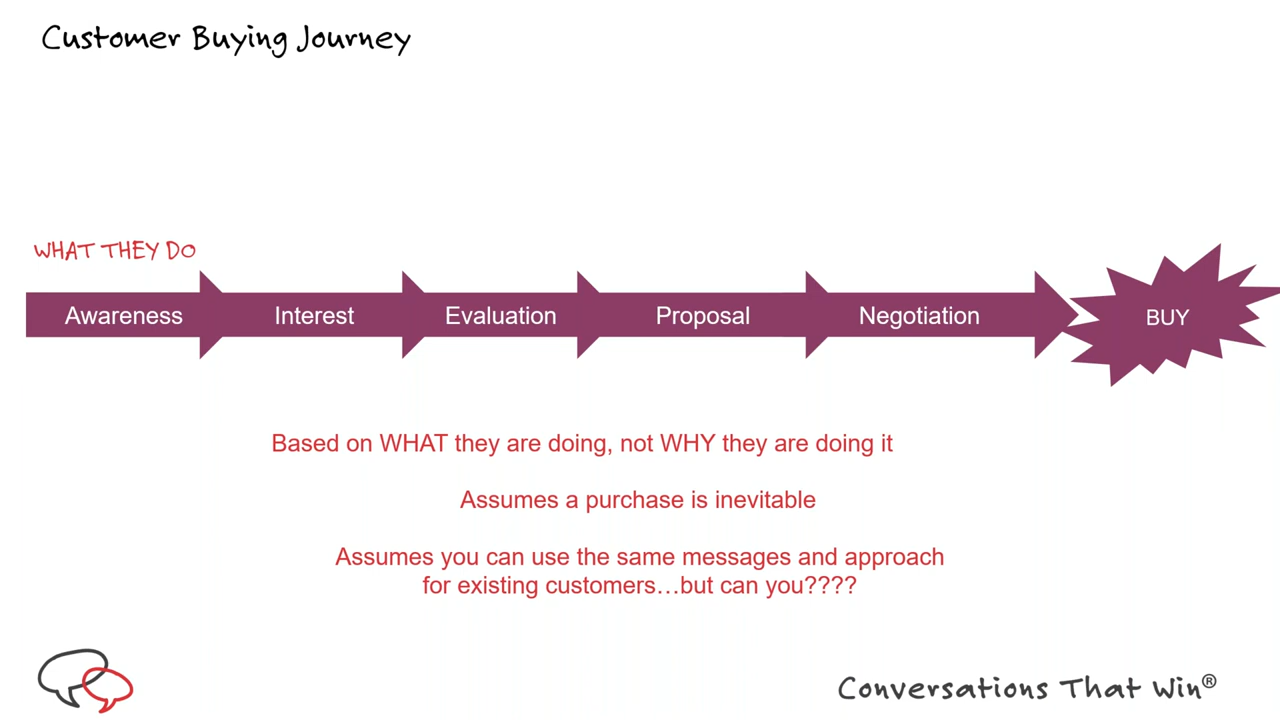 Customer Buying Journey
WHAT THEY DO
Awareness Interest Evaluation Proposal Negotiation BUY
Based on WHAT they are doing, not WHY they are doing it
Assumes a purchase is inevitable
Assumes you can use the same messages and approach
for existing customers…but can you????
Conversations That Win®